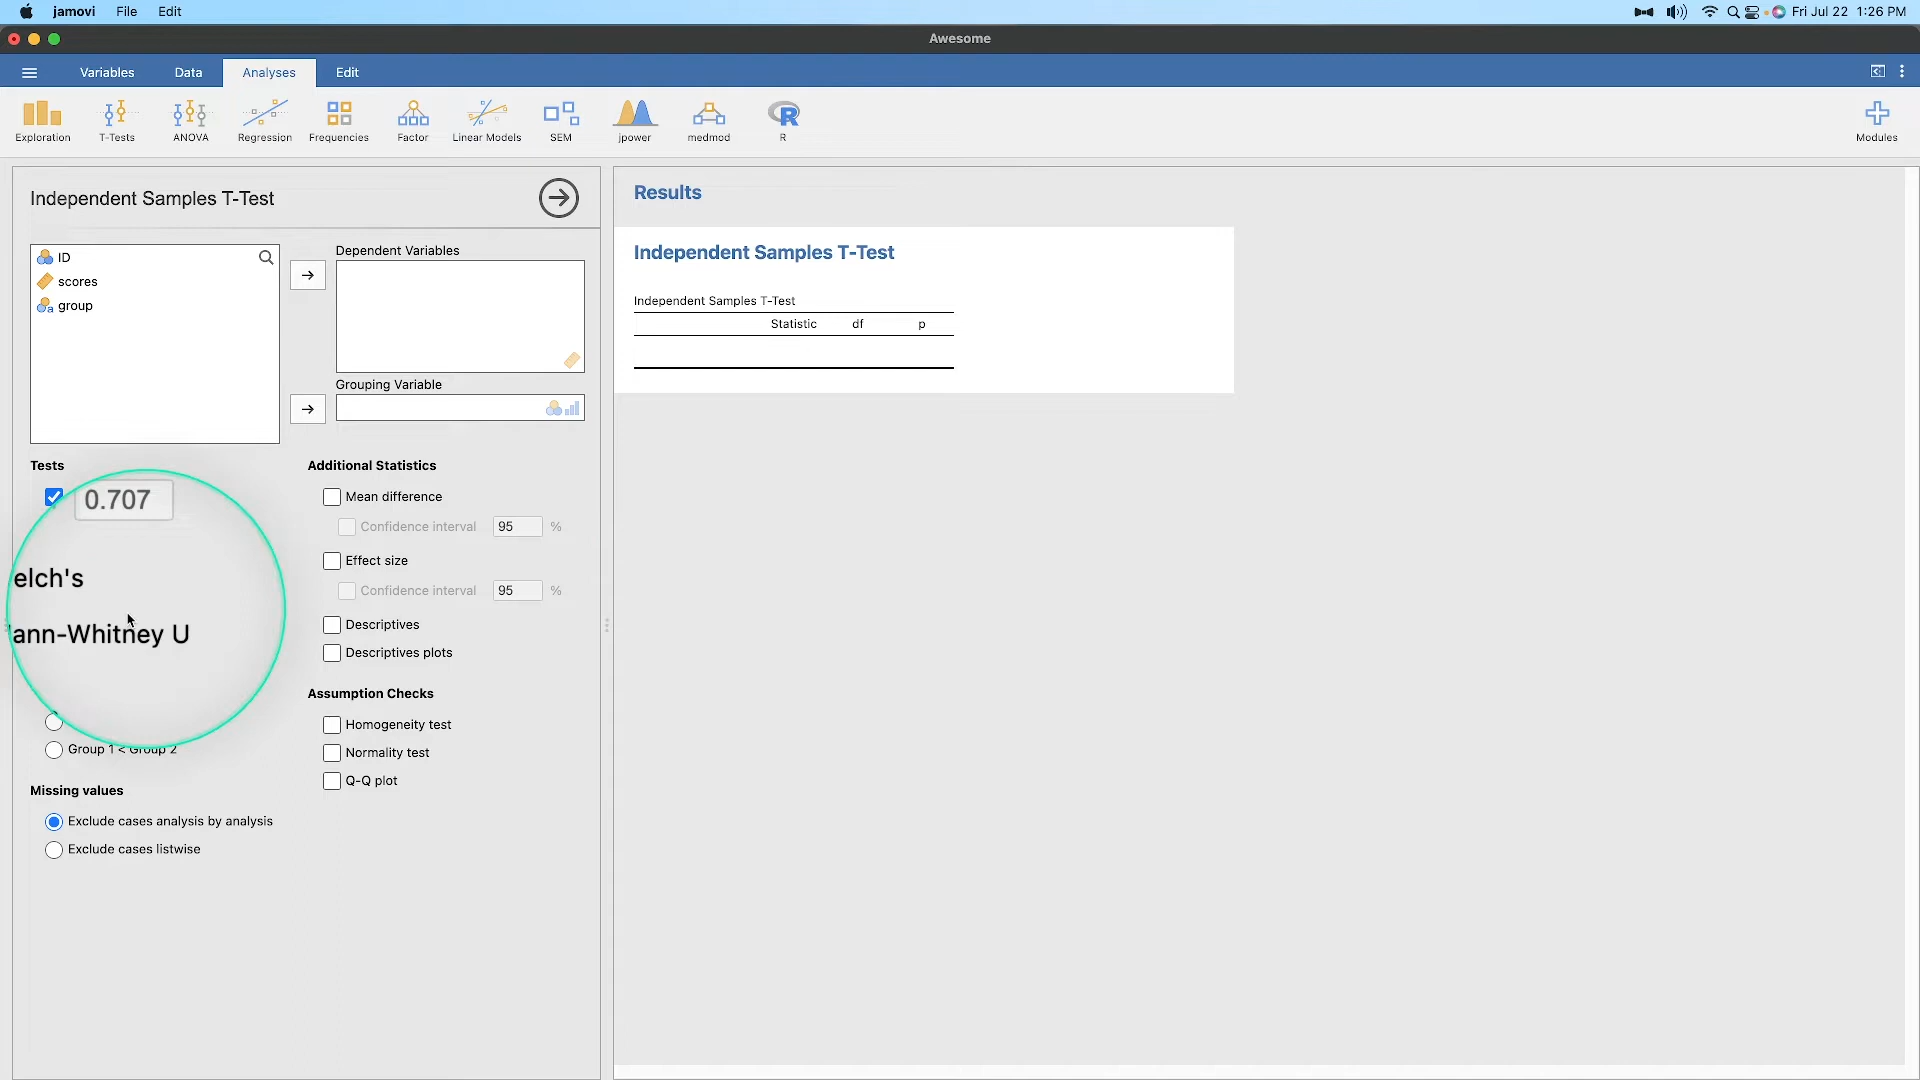 jamovi File Edit Fri Jul 22 1:26 PM
Awesome
Variables Data Analyses Edit
Exploration T-Tests ANOVA Regression Frequencies Factor Linear Models SEM jpower medmod R Modules
Independent Samples T-Test
ID
scores
group
a
Dependent Variables
Grouping Variable
Tests
0.707
elch's
ann-Whitney U
Group 1 < Group 2
Missing values
Exclude cases analysis by analysis
Exclude cases listwise
Additional Statistics
Mean difference
Confidence interval 95 %
Effect size
Confidence interval 95 %
Descriptives
Descriptives plots
Assumption Checks
Homogeneity test
Normality test
Q-Q plot
Results
Independent Samples T-Test
Independent Samples T-Test
Statistic df p